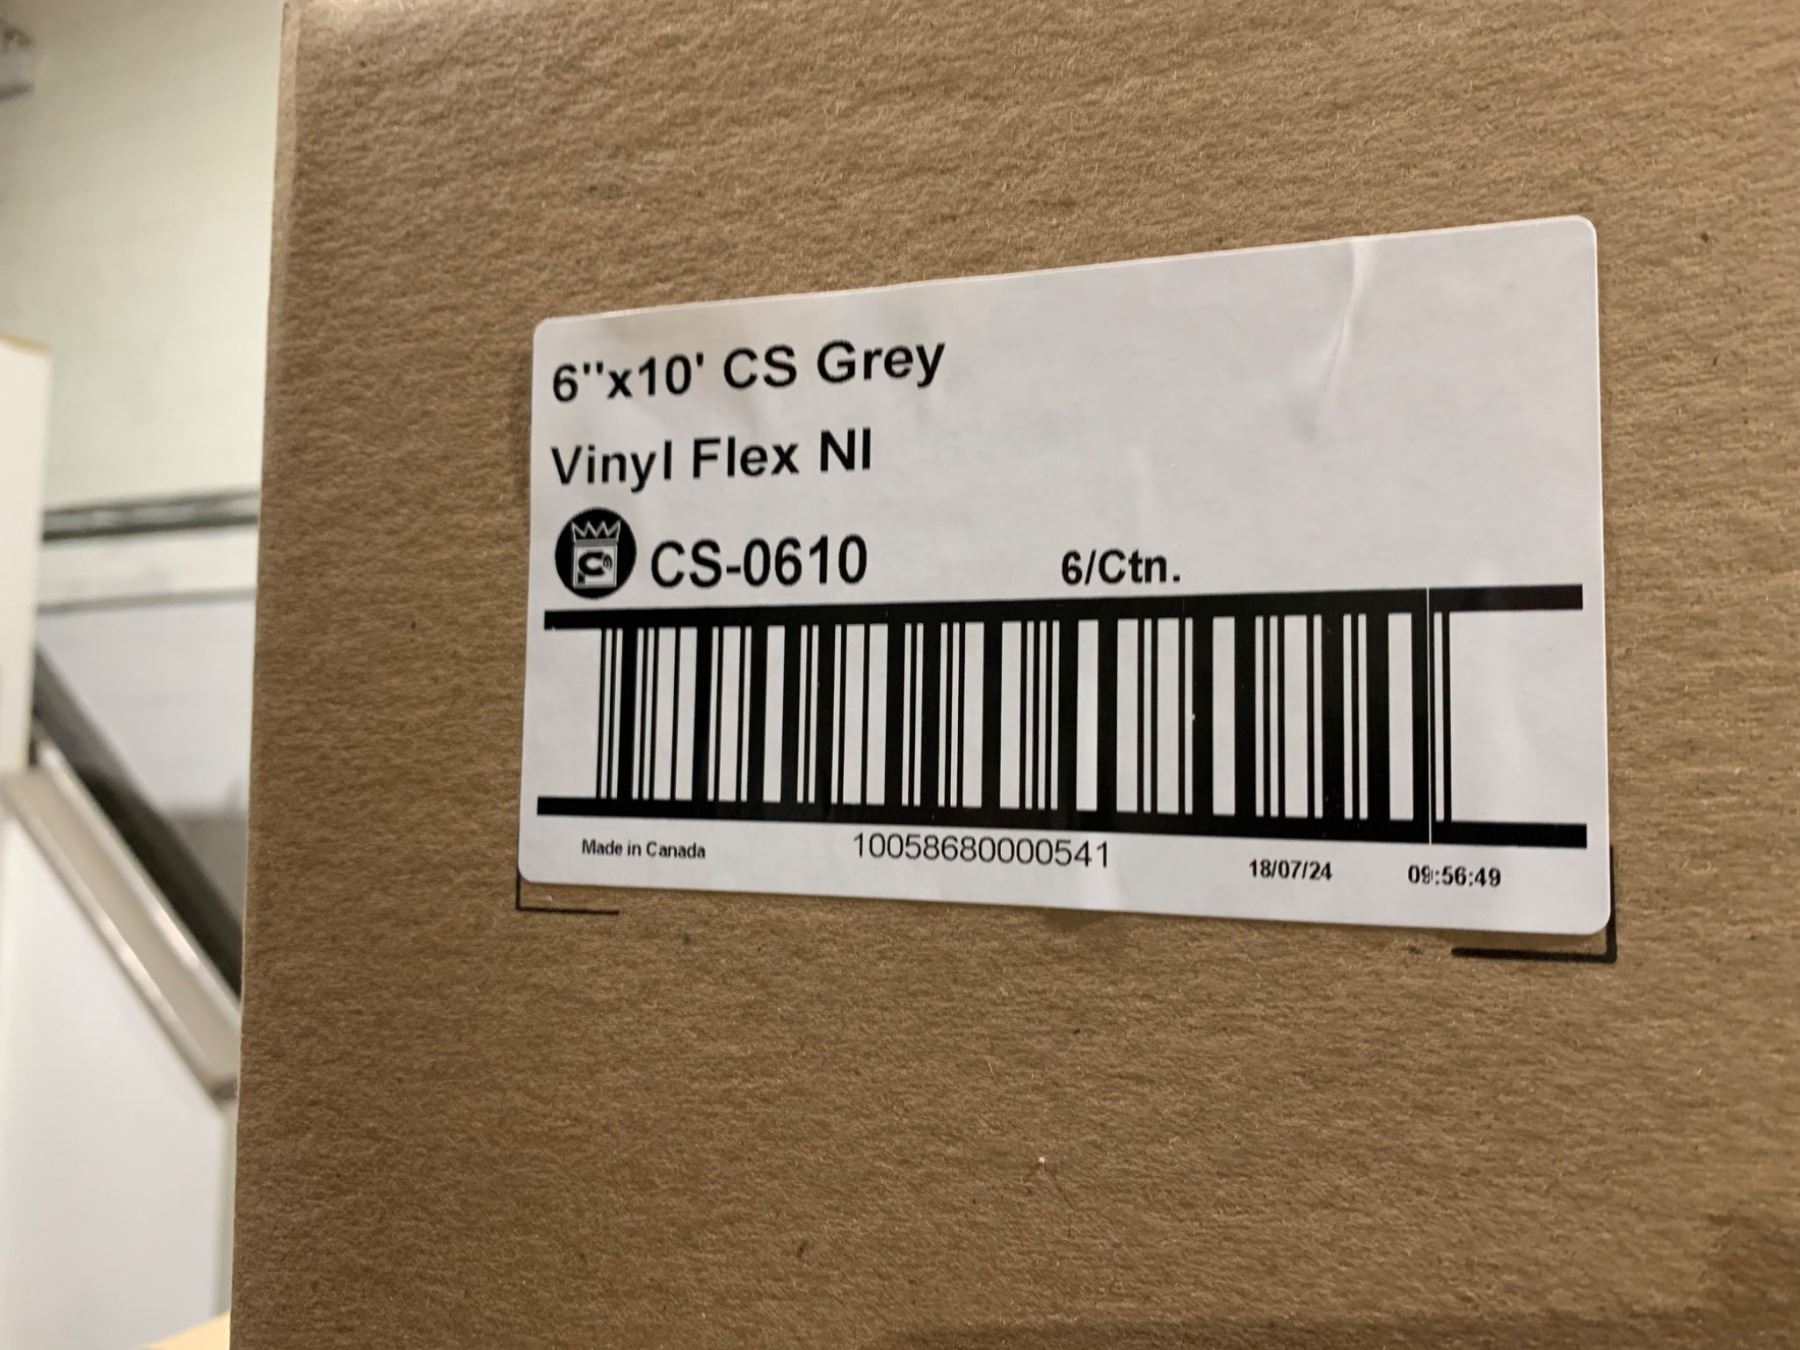 6''x10' CS Grey
Vinyl Flex NI
CS-0610 6/Ctn.
10058680000541
Made in Canada 18/07/24 09:56:49